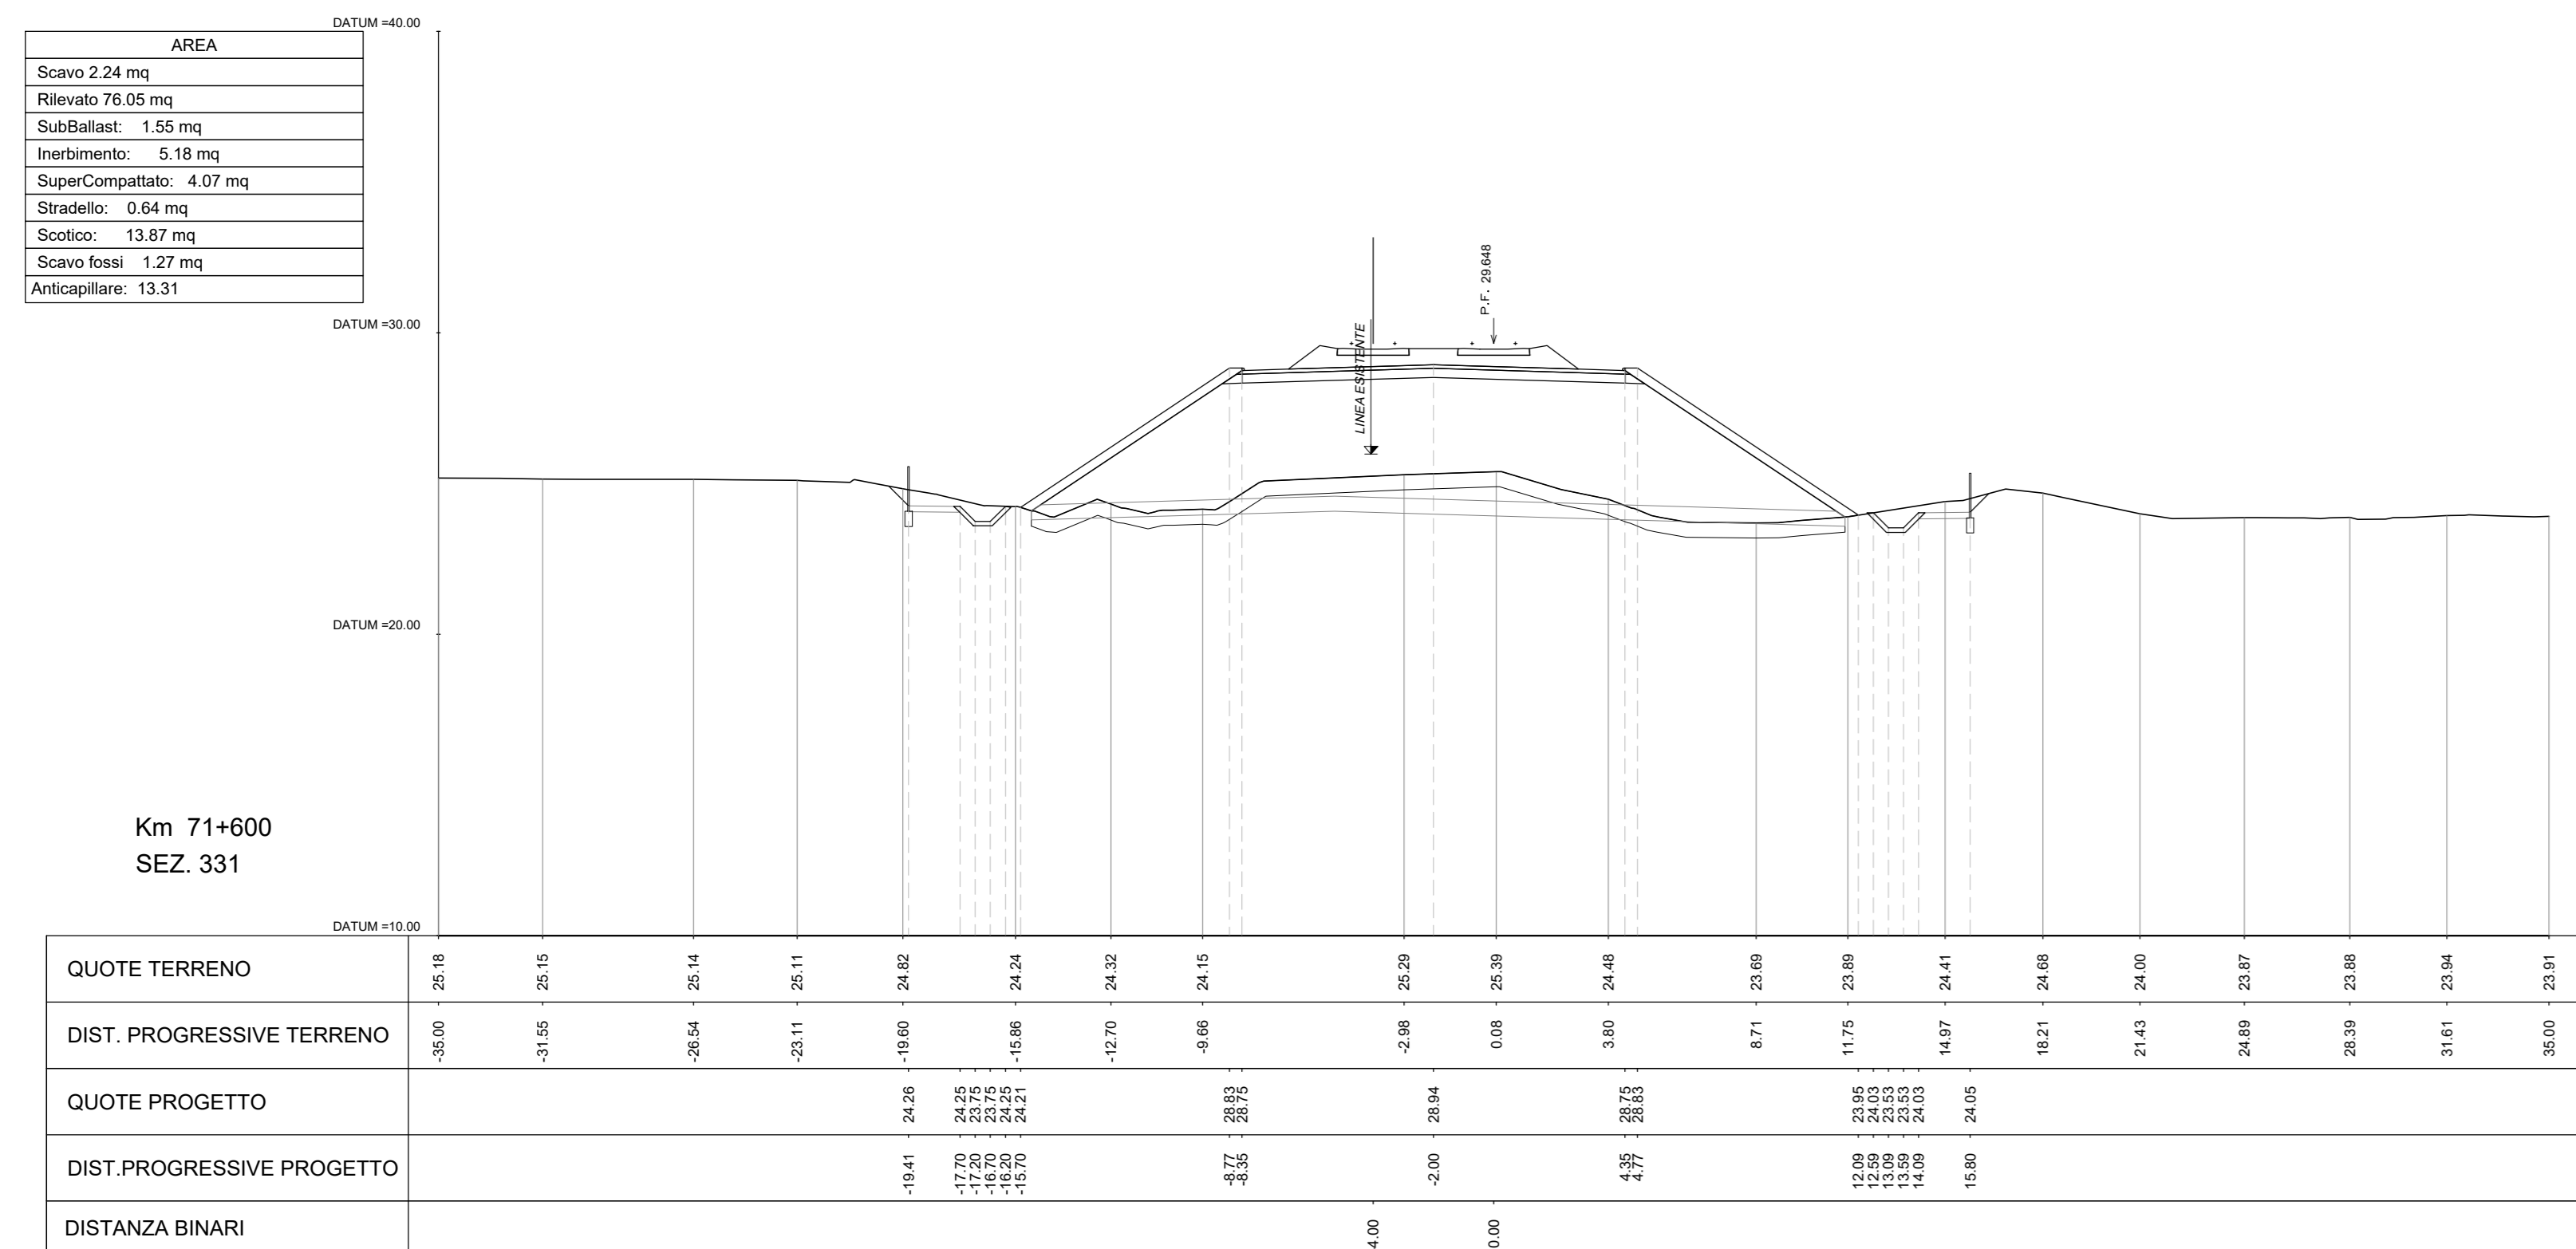 DATUM =40.00
AREA
Scavo 2.24 mq
Rilevato 76.05 mq
SubBallast: 1.55 mq
Inerbimento: 5.18 mq
SuperCompattato: 4.07 mq
Stradello: 0.64 mq
Scotico: 13.87 mq
Scavo fossi 1.27 mq
Anticapillare: 13.31
DATUM =30.00
LINEA ESISTENTE
P.F. 29.648
DATUM =20.00
Km 71+600
SEZ. 331
DATUM =10.00
QUOTE TERRENO 25.18 25.15 25.14 25.11 24.82 24.24 24.32 24.15 25.29 25.39 24.48 23.69 23.89 24.41 24.68 24.00 23.87 23.88 23.94 23.91
DIST. PROGRESSIVE TERRENO -35.00 -31.55 -26.54 -23.11 -19.60 -15.86 -12.70 -9.66 -2.98 0.08 3.80 8.71 11.75 14.97 18.21 21.43 24.89 28.39 31.61 35.00
QUOTE PROGETTO 24.26 24.25 23.75 23.75 24.25 24.21 28.83 28.75 28.94 28.75 28.83 23.95 24.03 23.53 23.53 24.03 24.05
DIST.PROGRESSIVE PROGETTO -19.41 -17.70 -17.20 -16.70 -16.20 -15.70 -8.77 -8.35 -2.00 4.35 4.77 12.09 12.59 13.09 13.59 14.09 15.80
DISTANZA BINARI 4.00 0.00